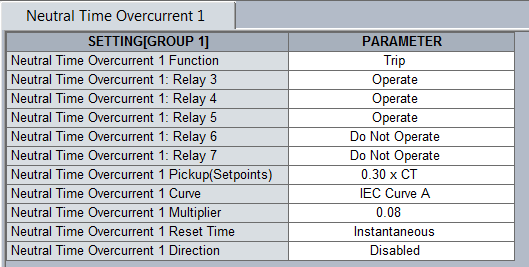 Neutral Time Overcurrent 1
SETTING[GROUP 1] PARAMETER
Neutral Time Overcurrent 1 Function Trip
Neutral Time Overcurrent 1: Relay 3 Operate
Neutral Time Overcurrent 1: Relay 4 Operate
Neutral Time Overcurrent 1: Relay 5 Operate
Neutral Time Overcurrent 1: Relay 6 Do Not Operate
Neutral Time Overcurrent 1: Relay 7 Do Not Operate
Neutral Time Overcurrent 1 Pickup(Setpoints) 0.30 x CT
Neutral Time Overcurrent 1 Curve IEC Curve A
Neutral Time Overcurrent 1 Multiplier 0.08
Neutral Time Overcurrent 1 Reset Time Instantaneous
Neutral Time Overcurrent 1 Direction Disabled